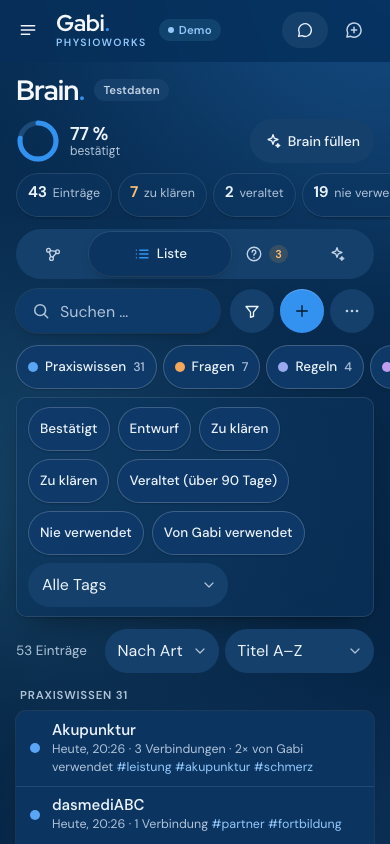 Gabi.
PHYSIOWORKS
Demo
Brain.
Testdaten
77 %
bestätigt
Brain füllen
43 Einträge
7 zu klären
2 veraltet
19 nie verwe
Liste
3
Suchen ...
Praxiswissen 31
Fragen 7
Regeln 4
Bestätigt
Entwurf
Zu klären
Zu klären
Veraltet (über 90 Tage)
Nie verwendet
Von Gabi verwendet
Alle Tags
53 Einträge
Nach Art
Titel A–Z
PRAXISWISSEN 31
Akupunktur
Heute, 20:26 · 3 Verbindungen · 2× von Gabi
verwendet #leistung #akupunktur #schmerz
dasmediABC
Heute, 20:26 · 1 Verbindung #partner #fortbildung